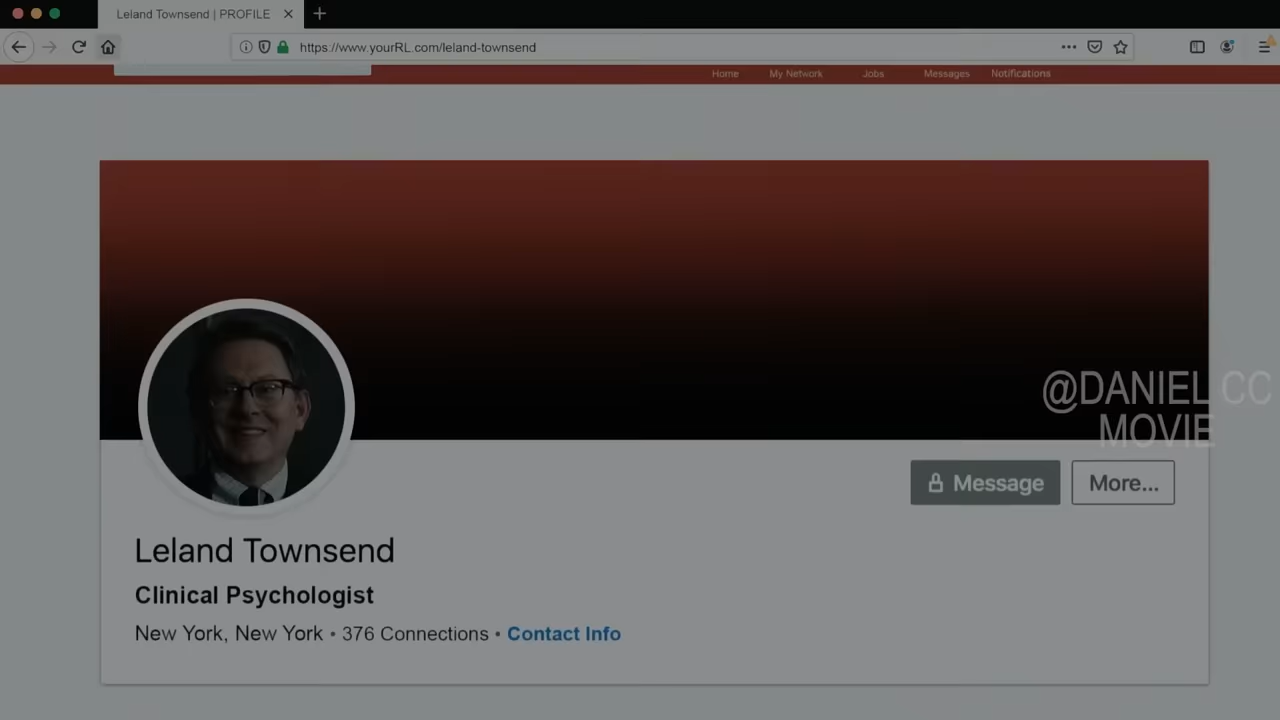 Leland Townsend | PROFILE
https://www.yourRL.com/leland-townsend
Home My Network Jobs Messages Notifications
@DANIEL CC
MOVIE
Message More...
Leland Townsend
Clinical Psychologist
New York, New York • 376 Connections • Contact Info